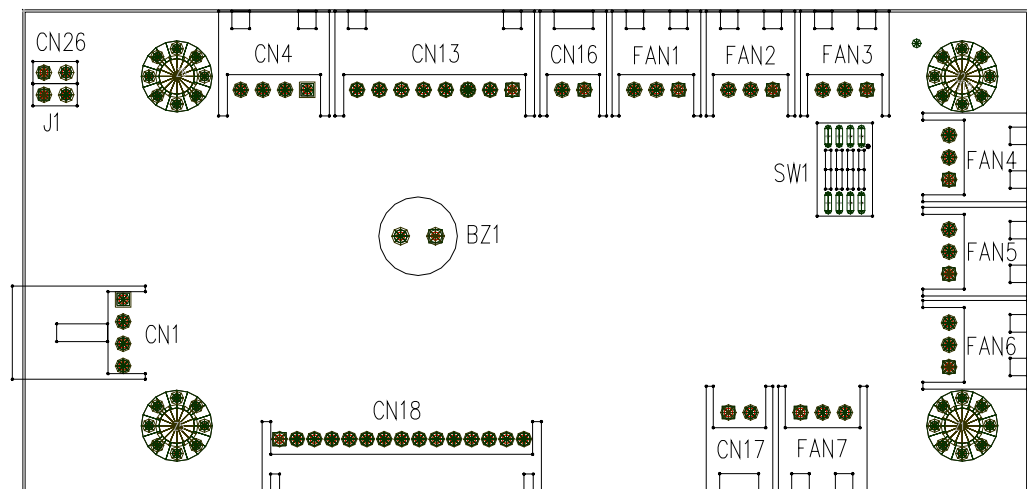 CN26
CN4
CN13
CN16
FAN1
FAN2
FAN3
J1
FAN4
SW1
BZ1
FAN5
CN1
FAN6
CN18
CN17
FAN7